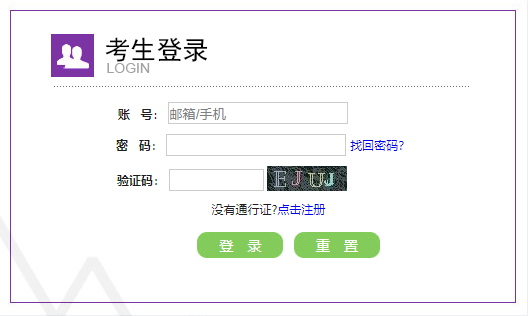 考生登录
LOGIN
账 号： 邮箱/手机
密 码： 找回密码?
验证码： EJUJ
没有通行证?点击注册
登 录 重 置